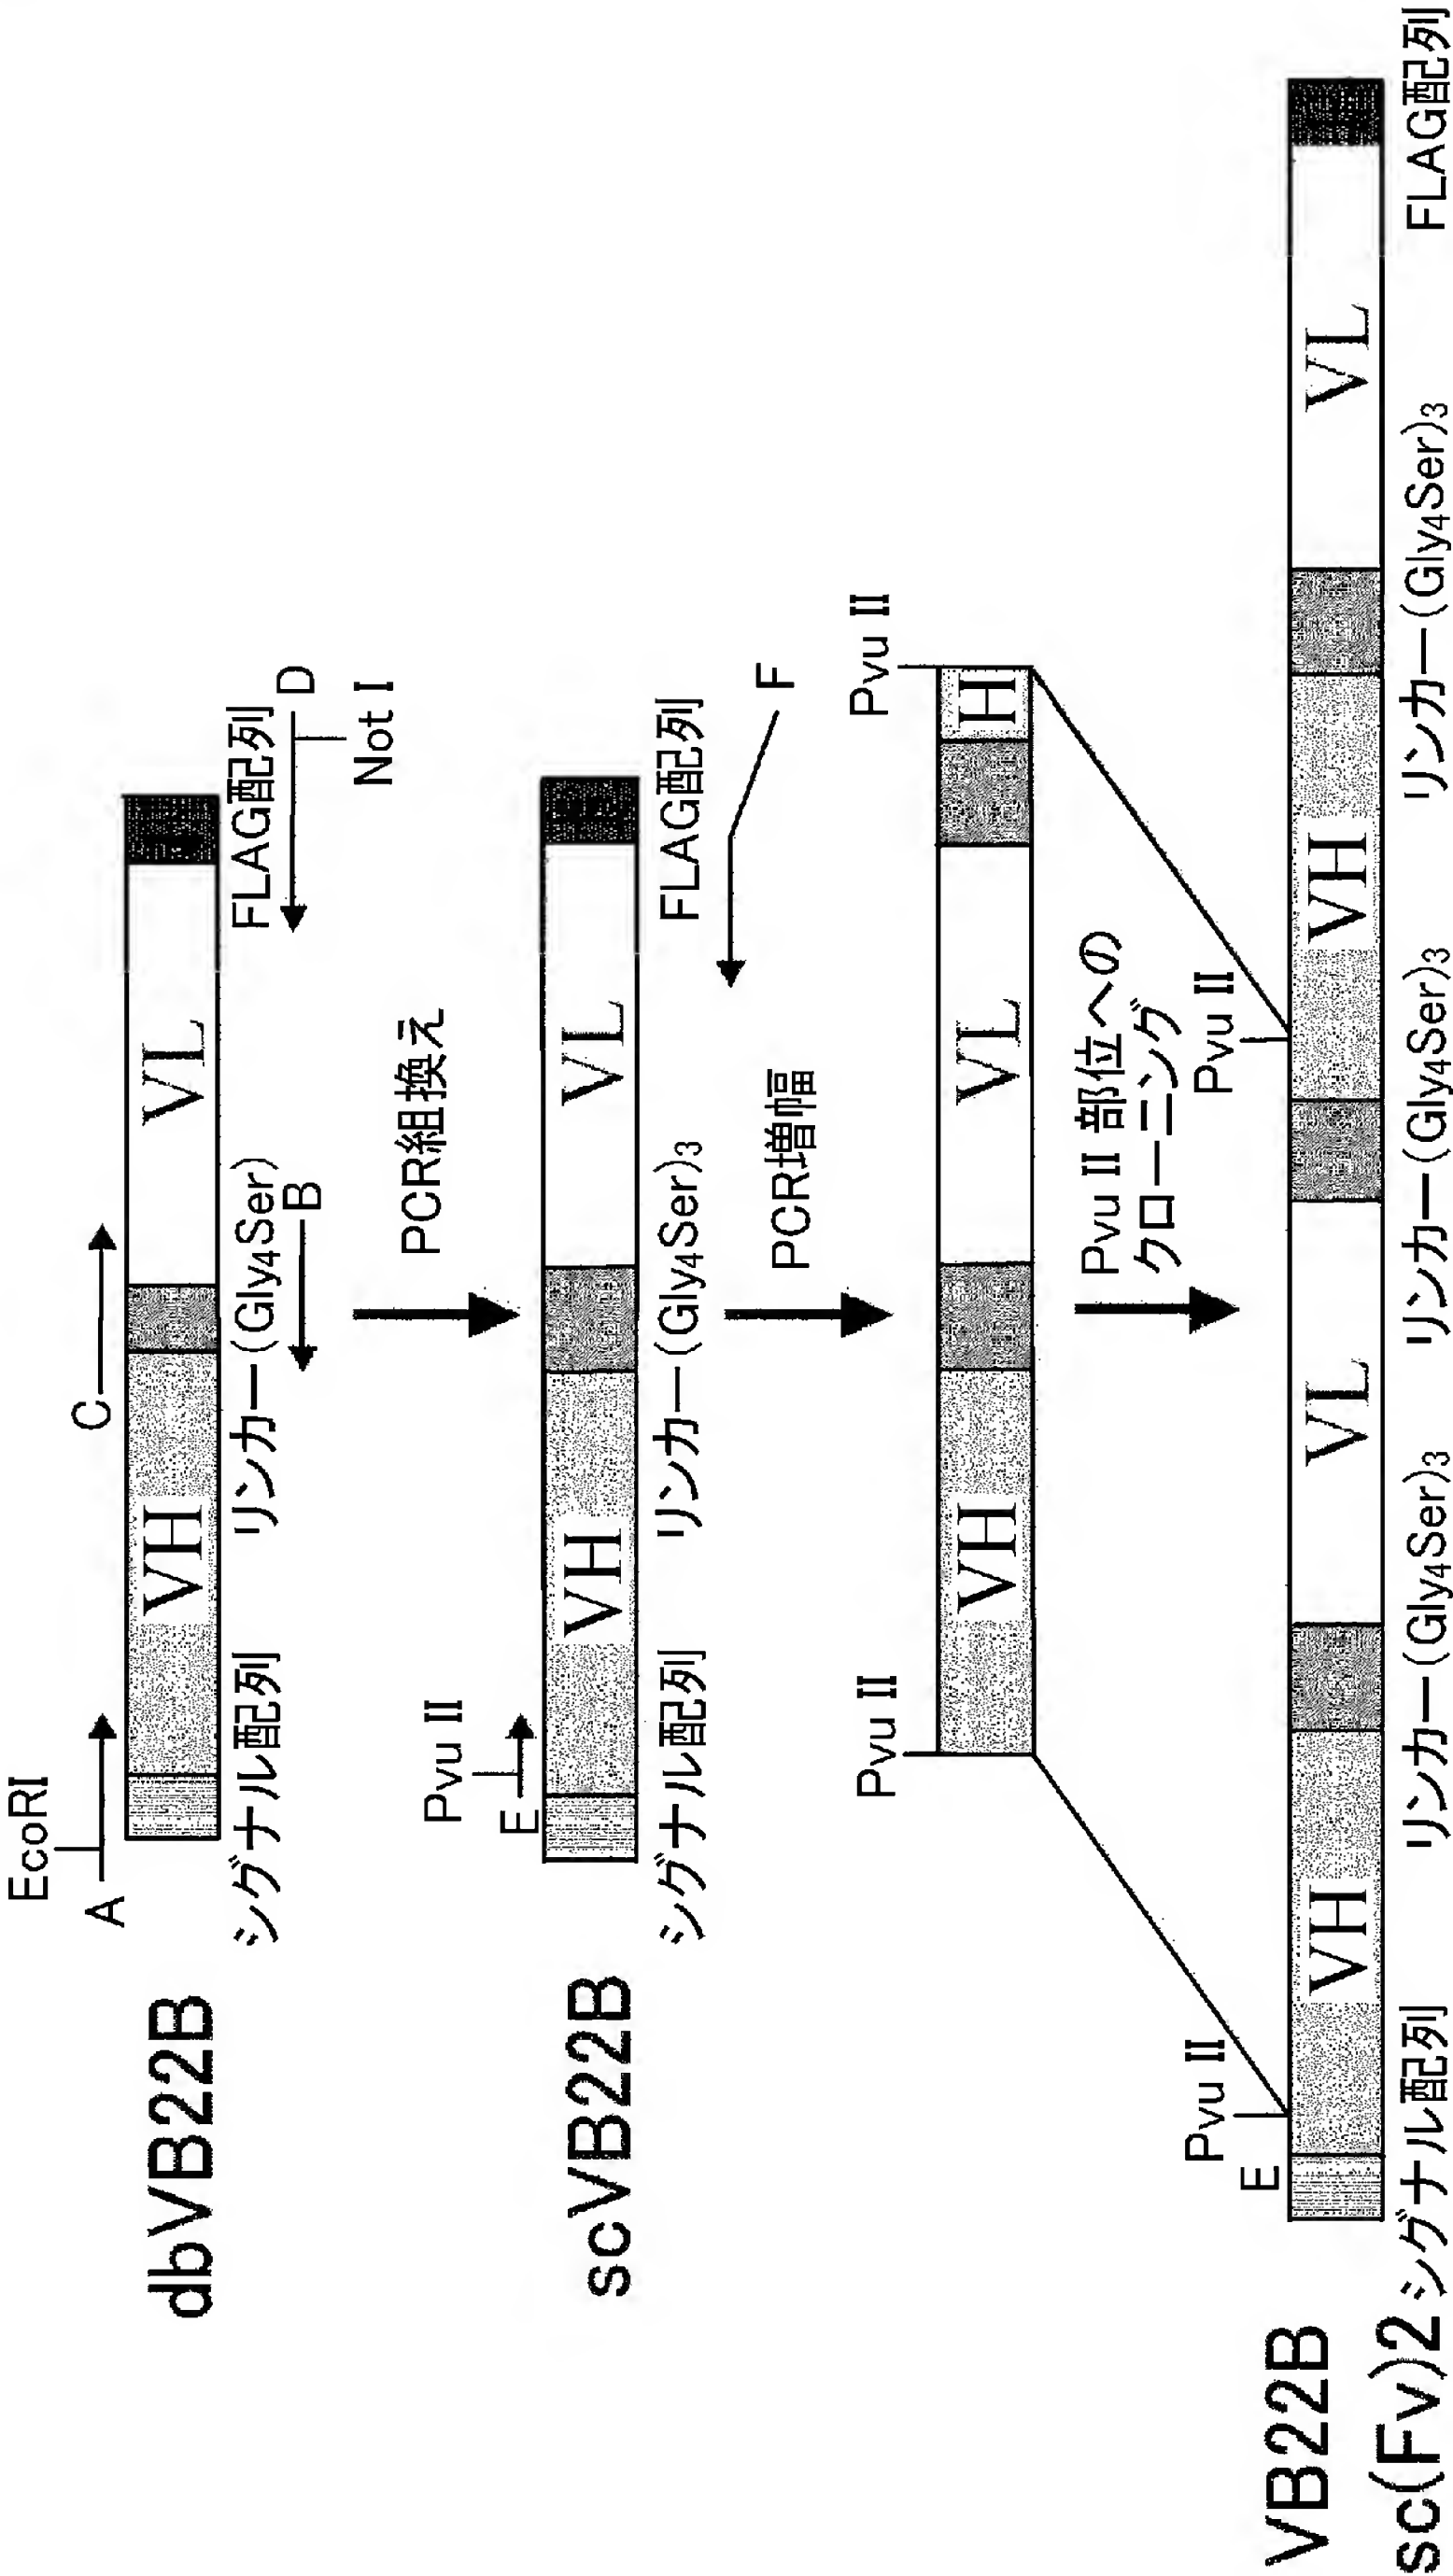 EcoRI
A
C
dbVB22B
VH
VL
シグナル配列
リンカー(Gly4Ser)
FLAG配列
B
D
Not I
PCR組換え
Pvu II
E
scVB22B
VH
VL
シグナル配列
リンカー(Gly4Ser)3
FLAG配列
F
PCR増幅
Pvu II
Pvu II
VH
VL
H
Pvu II 部位への
クローニング
Pvu II
Pvu II
E
VB22B
sc(Fv)2
VH
VL
VH
VL
シグナル配列
リンカー(Gly4Ser)3
リンカー(Gly4Ser)3
リンカー(Gly4Ser)3
FLAG配列